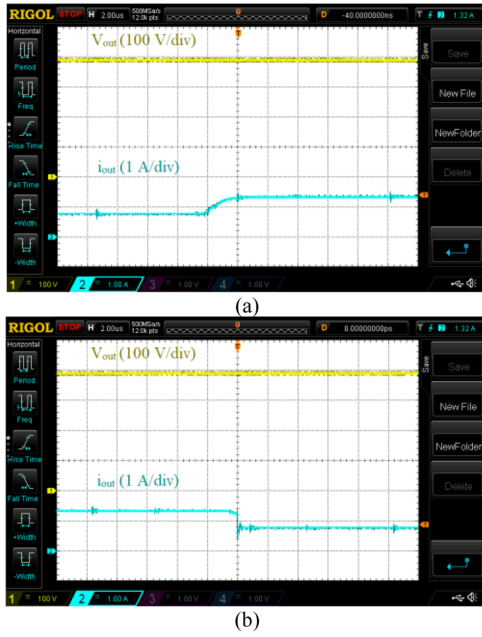 RIGOL STOP H 2.00us 500MSa/s 12.0k pts D -40.0000000ns T 2 1.32 A
Horizontal
Period
Freq
Rise Time
Fall Time
+Width
-Width
Vout (100 V/div)
iout (1 A/div)
Save
Save
New File
NewFolder
Delete
1 = 100 V 2 = 1.00 A 3 = 1.00 V 4 = 1.00 V
(a)
RIGOL STOP H 2.00us 500MSa/s 12.0k pts D 0.00000000ps T 2 1.32 A
Horizontal
Period
Freq
Rise Time
Fall Time
+Width
-Width
Vout (100 V/div)
iout (1 A/div)
Save
Save
New File
NewFolder
Delete
1 = 100 V 2 = 1.00 A 3 = 1.00 V 4 = 1.00 V
(b)